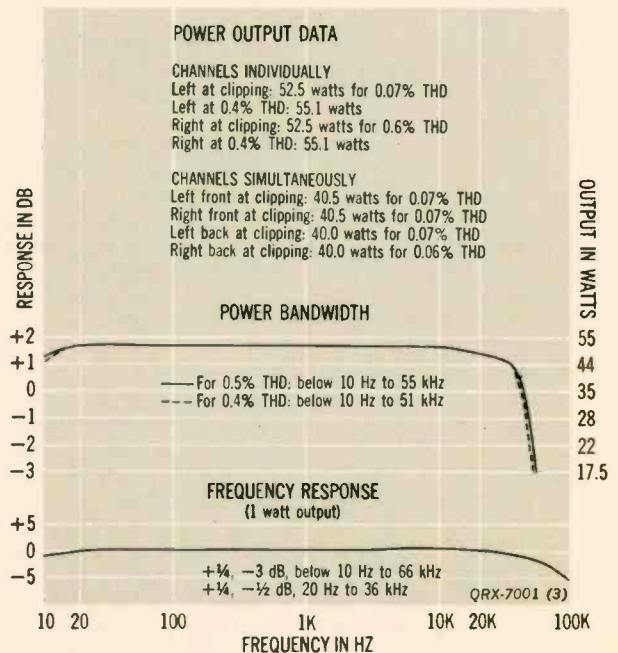 POWER OUTPUT DATA
CHANNELS INDIVIDUALLY
Left at clipping: 52.5 watts for 0.07% THD
Left at 0.4% THD: 55.1 watts
Right at clipping: 52.5 watts for 0.6% THD
Right at 0.4% THD: 55.1 watts
CHANNELS SIMULTANEOUSLY
Left front at clipping: 40.5 watts for 0.07% THD
Right front at clipping: 40.5 watts for 0.07% THD
Left back at clipping: 40.0 watts for 0.07% THD
Right back at clipping: 40.0 watts for 0.06% THD
RESPONSE IN DB
OUTPUT IN WATTS
POWER BANDWIDTH
+2
+1
0
−1
−2
−3
55
44
35
28
22
17.5
For 0.5% THD: below 10 Hz to 55 kHz
For 0.4% THD: below 10 Hz to 51 kHz
FREQUENCY RESPONSE
(1 watt output)
+5
0
−5
+¼, −3 dB, below 10 Hz to 66 kHz
+¼, −½ dB, 20 Hz to 36 kHz
QRX-7001 (3)
10 20 100 1K 10K 20K 100K
FREQUENCY IN HZ